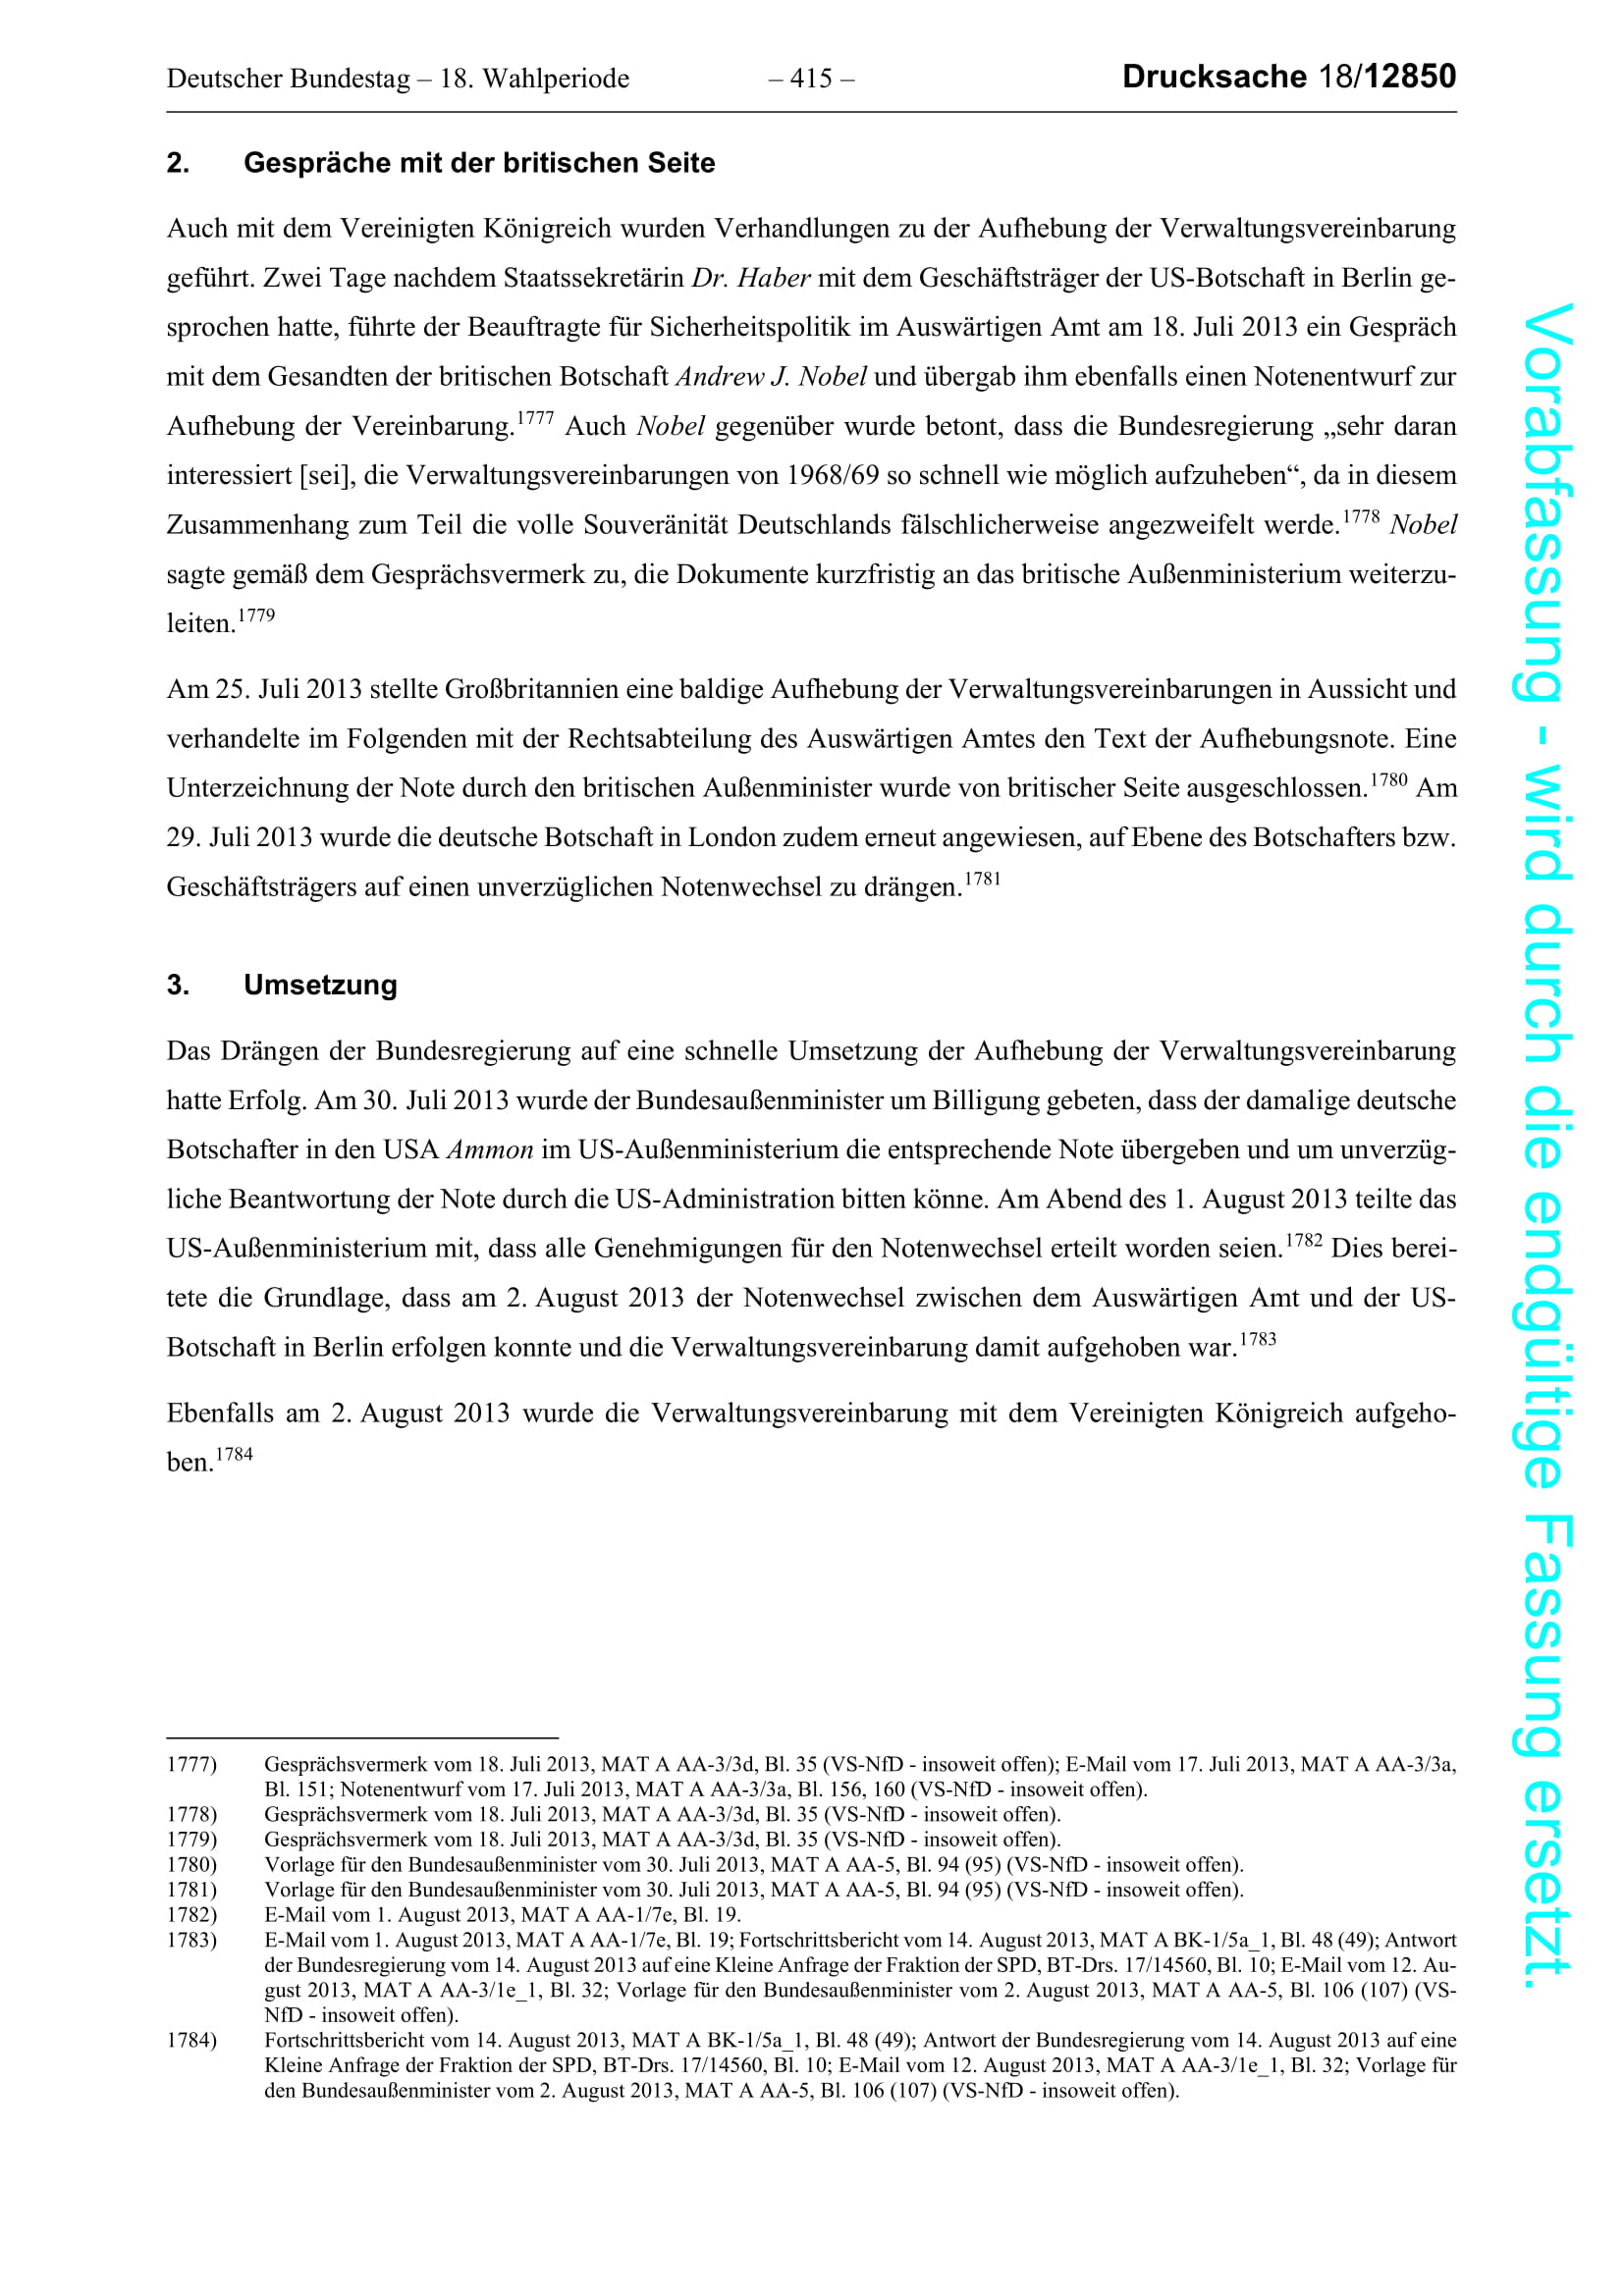 Deutscher Bundestag – 18. Wahlperiode – 415 – Drucksache 18/12850
2. Gespräche mit der britischen Seite
Auch mit dem Vereinigten Königreich wurden Verhandlungen zu der Aufhebung der Verwaltungsvereinbarung
geführt. Zwei Tage nachdem Staatssekretärin Dr. Haber mit dem Geschäftsträger der US-Botschaft in Berlin ge-
sprochen hatte, führte der Beauftragte für Sicherheitspolitik im Auswärtigen Amt am 18. Juli 2013 ein Gespräch
mit dem Gesandten der britischen Botschaft Andrew J. Nobel und übergab ihm ebenfalls einen Notenentwurf zur
Aufhebung der Vereinbarung.1777 Auch Nobel gegenüber wurde betont, dass die Bundesregierung „sehr daran
interessiert [sei], die Verwaltungsvereinbarungen von 1968/69 so schnell wie möglich aufzuheben“, da in diesem
Zusammenhang zum Teil die volle Souveränität Deutschlands fälschlicherweise angezweifelt werde.1778 Nobel
sagte gemäß dem Gesprächsvermerk zu, die Dokumente kurzfristig an das britische Außenministerium weiterzu-
leiten.1779
Am 25. Juli 2013 stellte Großbritannien eine baldige Aufhebung der Verwaltungsvereinbarungen in Aussicht und
verhandelte im Folgenden mit der Rechtsabteilung des Auswärtigen Amtes den Text der Aufhebungsnote. Eine
Unterzeichnung der Note durch den britischen Außenminister wurde von britischer Seite ausgeschlossen.1780 Am
29. Juli 2013 wurde die deutsche Botschaft in London zudem erneut angewiesen, auf Ebene des Botschafters bzw.
Geschäftsträgers auf einen unverzüglichen Notenwechsel zu drängen.1781
3. Umsetzung
Das Drängen der Bundesregierung auf eine schnelle Umsetzung der Aufhebung der Verwaltungsvereinbarung
hatte Erfolg. Am 30. Juli 2013 wurde der Bundesaußenminister um Billigung gebeten, dass der damalige deutsche
Botschafter in den USA Ammon im US-Außenministerium die entsprechende Note übergeben und um unverzüg-
liche Beantwortung der Note durch die US-Administration bitten könne. Am Abend des 1. August 2013 teilte das
US-Außenministerium mit, dass alle Genehmigungen für den Notenwechsel erteilt worden seien.1782 Dies berei-
tete die Grundlage, dass am 2. August 2013 der Notenwechsel zwischen dem Auswärtigen Amt und der US-
Botschaft in Berlin erfolgen konnte und die Verwaltungsvereinbarung damit aufgehoben war.1783
Ebenfalls am 2. August 2013 wurde die Verwaltungsvereinbarung mit dem Vereinigten Königreich aufgeho-
ben.1784
1777) Gesprächsvermerk vom 18. Juli 2013, MAT A AA-3/3d, Bl. 35 (VS-NfD - insoweit offen); E-Mail vom 17. Juli 2013, MAT A AA-3/3a,
Bl. 151; Notenentwurf vom 17. Juli 2013, MAT A AA-3/3a, Bl. 156, 160 (VS-NfD - insoweit offen).
1778) Gesprächsvermerk vom 18. Juli 2013, MAT A AA-3/3d, Bl. 35 (VS-NfD - insoweit offen).
1779) Gesprächsvermerk vom 18. Juli 2013, MAT A AA-3/3d, Bl. 35 (VS-NfD - insoweit offen).
1780) Vorlage für den Bundesaußenminister vom 30. Juli 2013, MAT A AA-5, Bl. 94 (95) (VS-NfD - insoweit offen).
1781) Vorlage für den Bundesaußenminister vom 30. Juli 2013, MAT A AA-5, Bl. 94 (95) (VS-NfD - insoweit offen).
1782) E-Mail vom 1. August 2013, MAT A AA-1/7e, Bl. 19.
1783) E-Mail vom 1. August 2013, MAT A AA-1/7e, Bl. 19; Fortschrittsbericht vom 14. August 2013, MAT A BK-1/5a_1, Bl. 48 (49); Antwort
der Bundesregierung vom 14. August 2013 auf eine Kleine Anfrage der Fraktion der SPD, BT-Drs. 17/14560, Bl. 10; E-Mail vom 12. Au-
gust 2013, MAT A AA-3/1e_1, Bl. 32; Vorlage für den Bundesaußenminister vom 2. August 2013, MAT A AA-5, Bl. 106 (107) (VS-
NfD - insoweit offen).
1784) Fortschrittsbericht vom 14. August 2013, MAT A BK-1/5a_1, Bl. 48 (49); Antwort der Bundesregierung vom 14. August 2013 auf eine
Kleine Anfrage der Fraktion der SPD, BT-Drs. 17/14560, Bl. 10; E-Mail vom 12. August 2013, MAT A AA-3/1e_1, Bl. 32; Vorlage für
den Bundesaußenminister vom 2. August 2013, MAT A AA-5, Bl. 106 (107) (VS-NfD - insoweit offen).
Vorabfassung - wird durch die endgültige Fassung ersetzt.